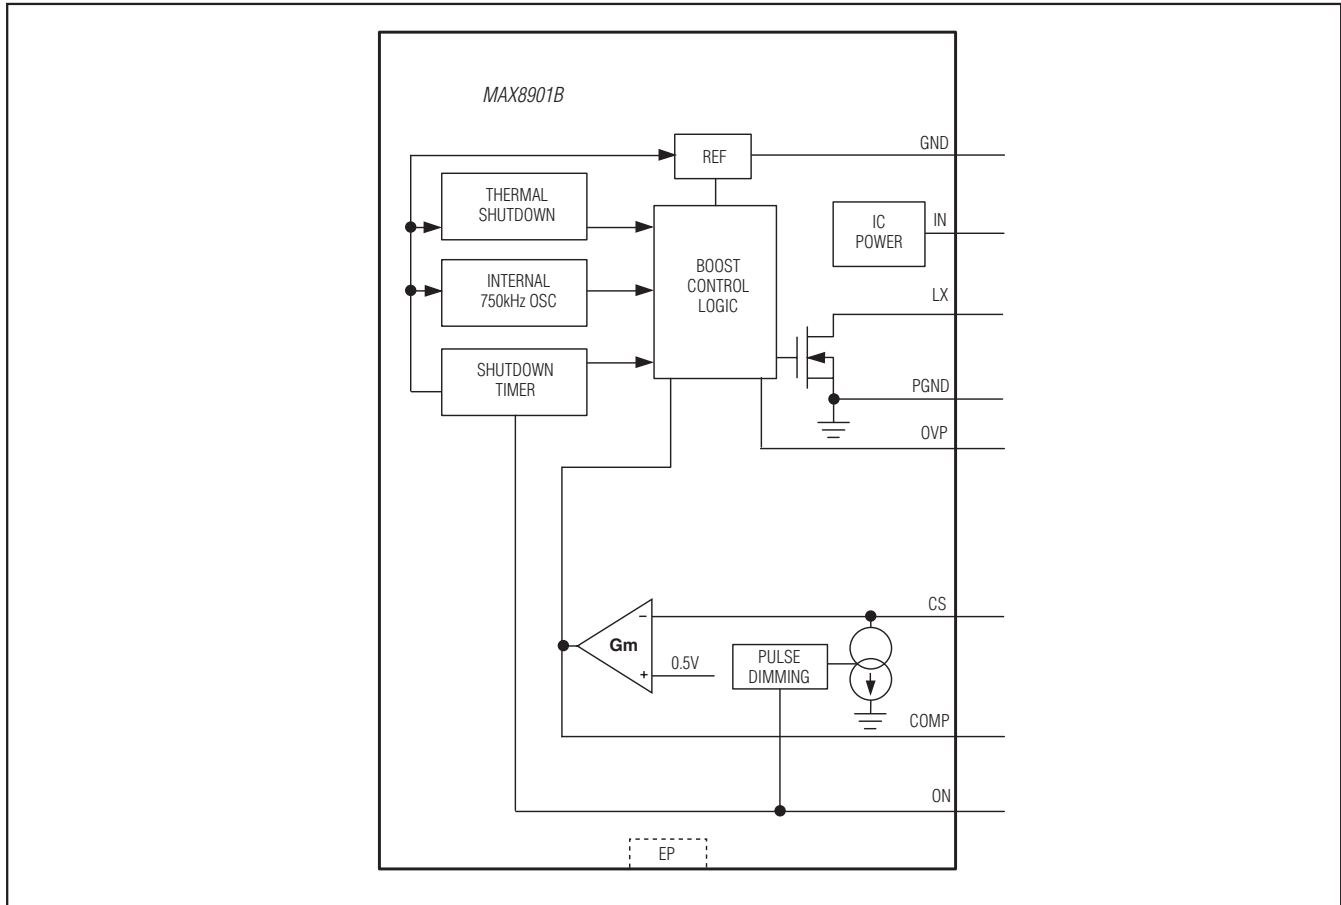 MAX8901B
REF
GND
THERMAL
SHUTDOWN
IC
POWER
IN
BOOST
CONTROL
LOGIC
INTERNAL
750kHz OSC
LX
SHUTDOWN
TIMER
PGND
OVP
CS
−
Gm
+
0.5V
PULSE
DIMMING
COMP
ON
EP